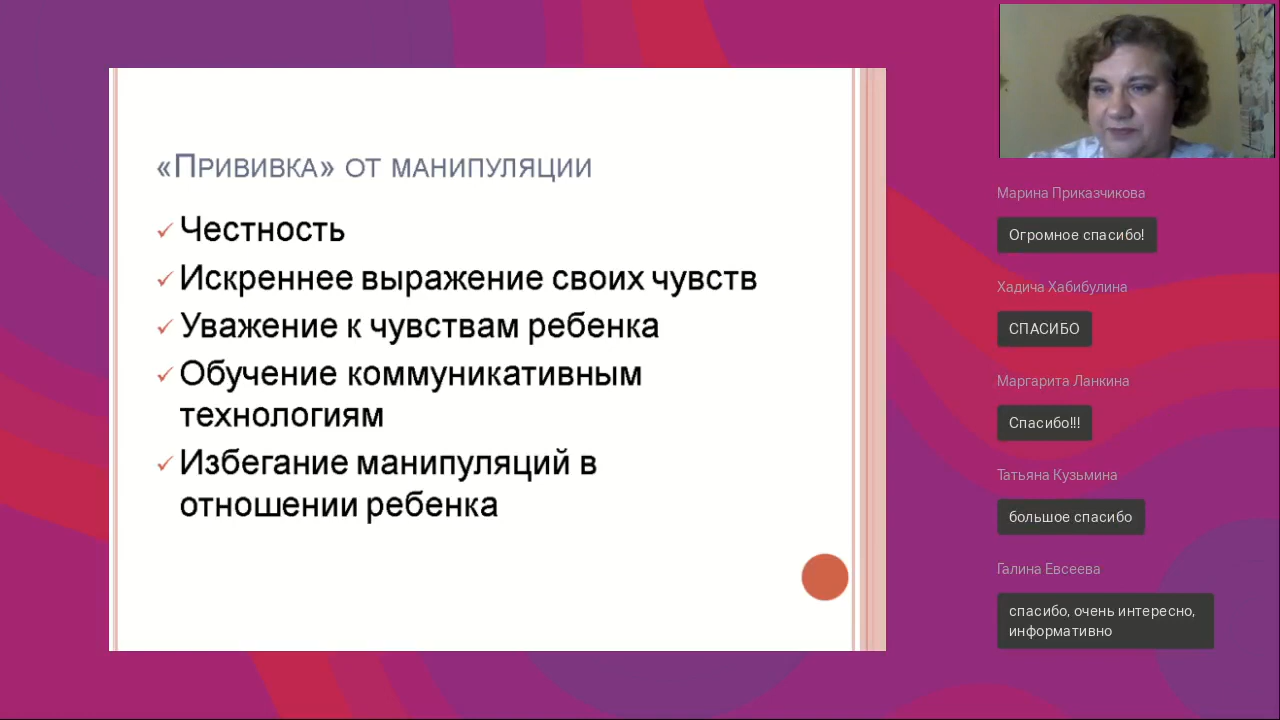 «Прививка» от манипуляции
Честность
Искреннее выражение своих чувств
Уважение к чувствам ребенка
Обучение коммуникативным
технологиям
Избегание манипуляций в
отношении ребенка
Марина Приказчикова
Огромное спасибо!
Хадича Хабибулина
СПАСИБО
Маргарита Ланкина
Спасибо!!!
Татьяна Кузьмина
большое спасибо
Галина Евсеева
спасибо, очень интересно,
информативно